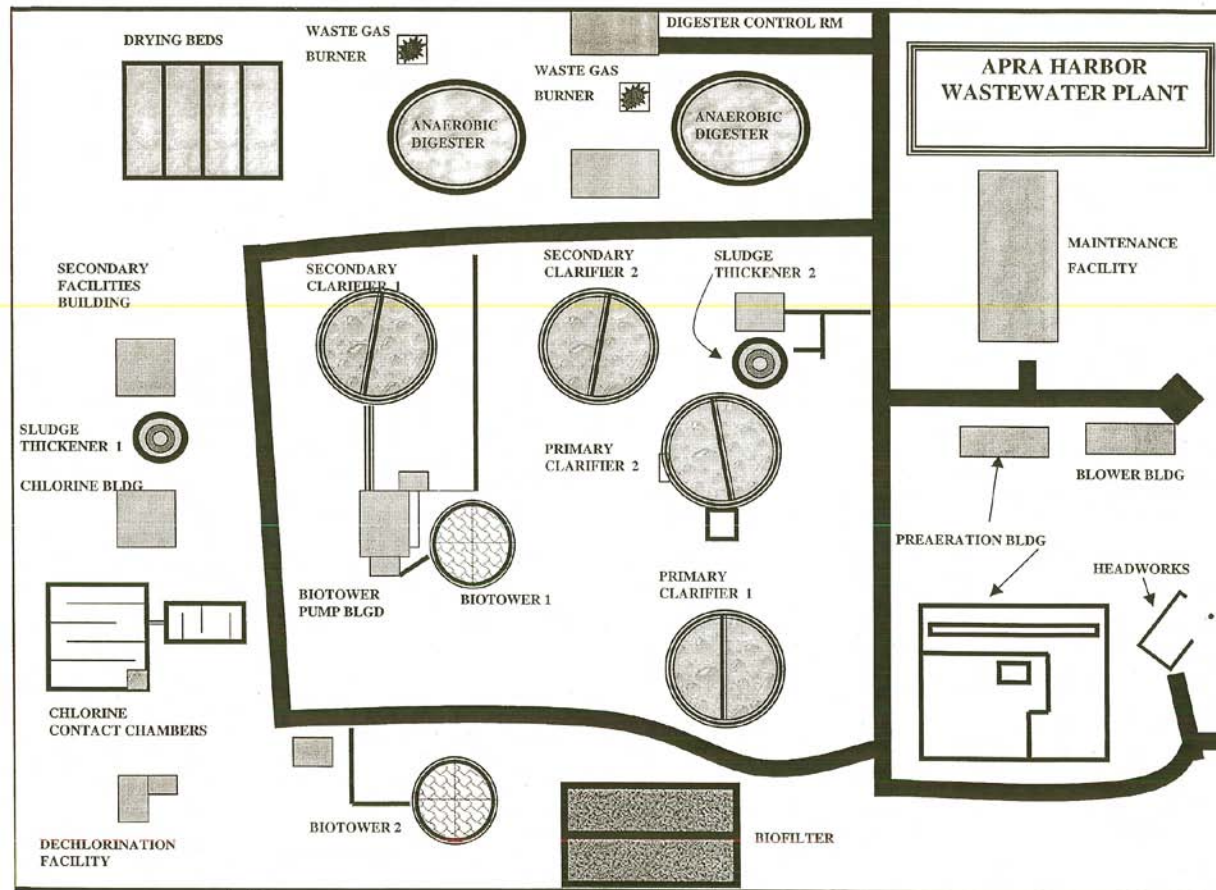 DIGESTER CONTROL RM
WASTE GAS
BURNER
DRYING BEDS
WASTE GAS
BURNER
APRA HARBOR
WASTEWATER PLANT
ANAEROBIC
DIGESTER
ANAEROBIC
DIGESTER
MAINTENANCE
FACILITY
SECONDARY
FACILITIES
BUILDING
SECONDARY
CLARIFIER 1
SECONDARY
CLARIFIER 2
SLUDGE
THICKENER 2
SLUDGE
THICKENER 1
PRIMARY
CLARIFIER 2
BLOWER BLDG
CHLORINE BLDG
PREAERATION BLDG
HEADWORKS
BIOTOWER
PUMP BLGD
BIOTOWER 1
PRIMARY
CLARIFIER 1
CHLORINE
CONTACT CHAMBERS
BIOTOWER 2
BIOFILTER
DECHLORINATION
FACILITY